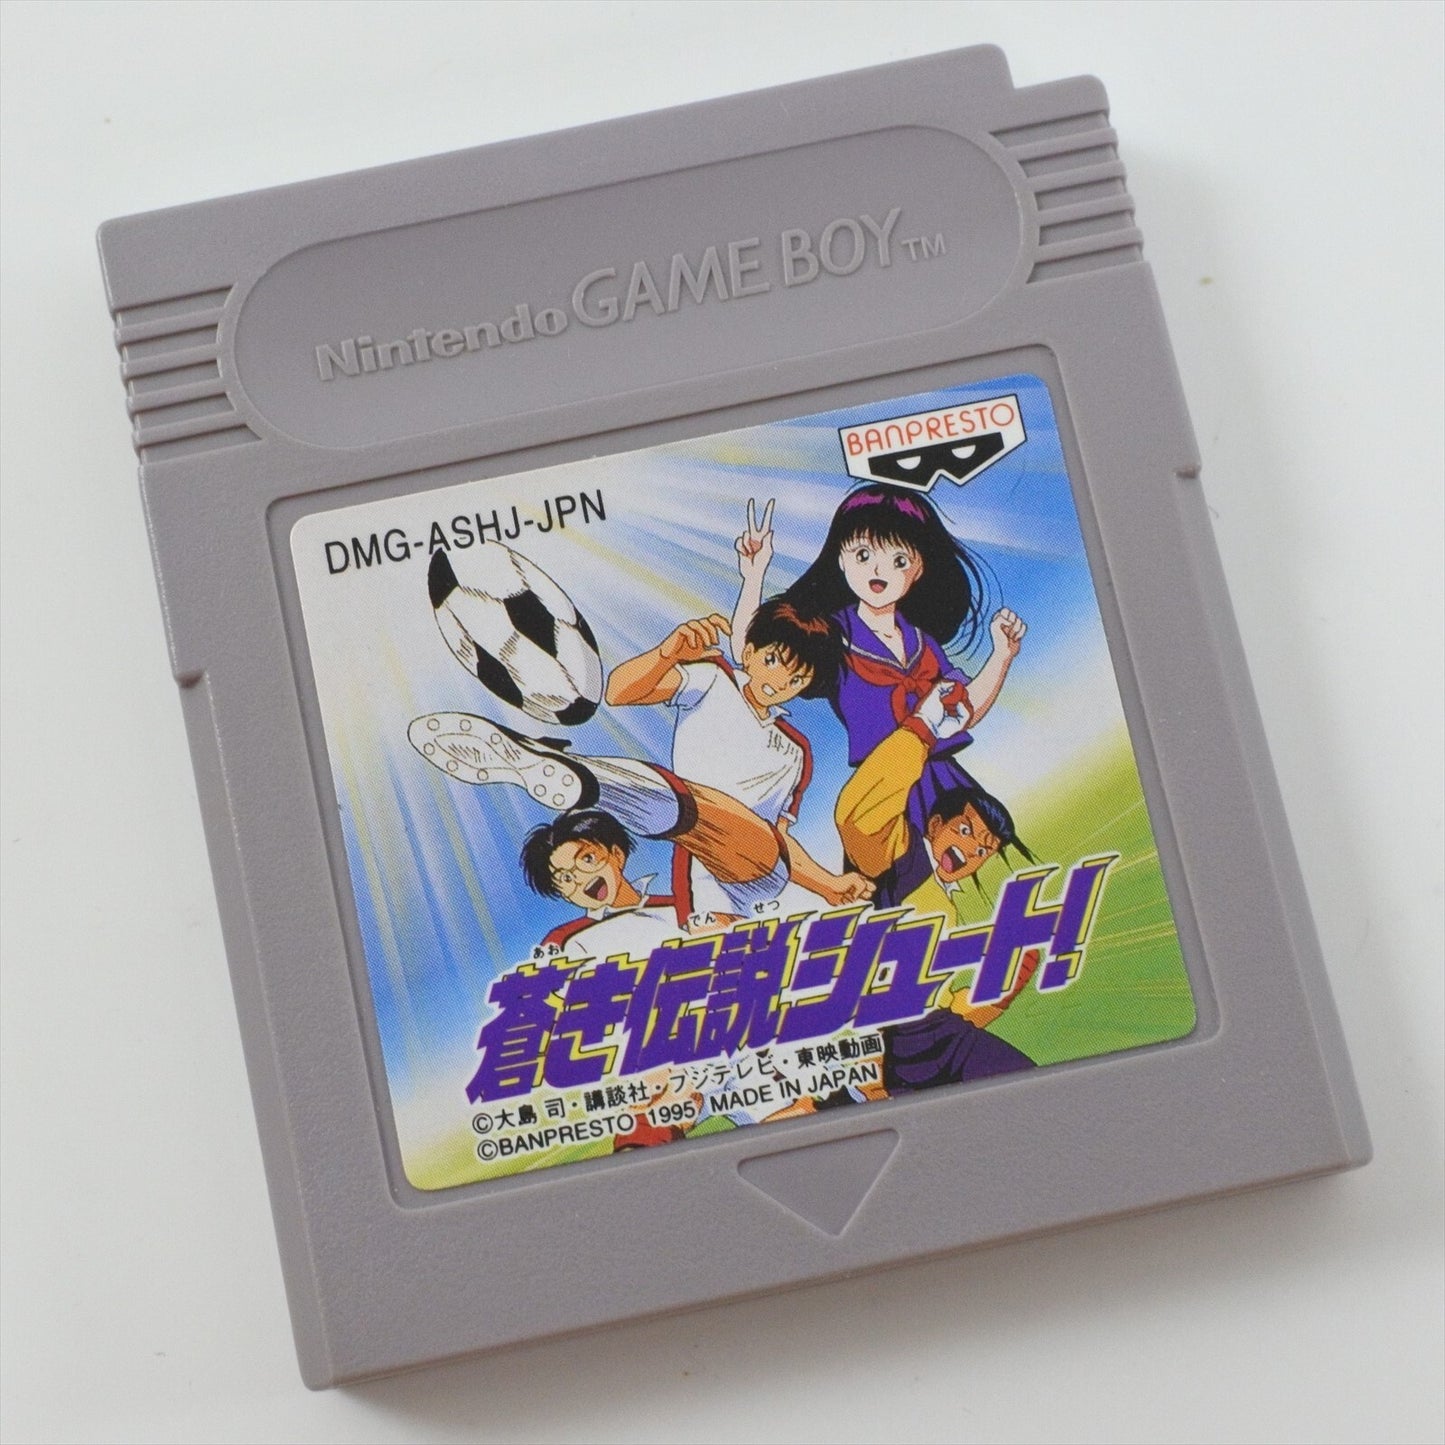 Nintendo GAME BOY™
BANPRESTO
DMG-ASHJ-JPN
あお でん せつ
蒼き伝説シュート!
©大島 司・講談社・フジテレビ・東映動画
©BANPRESTO 1995 MADE IN JAPAN